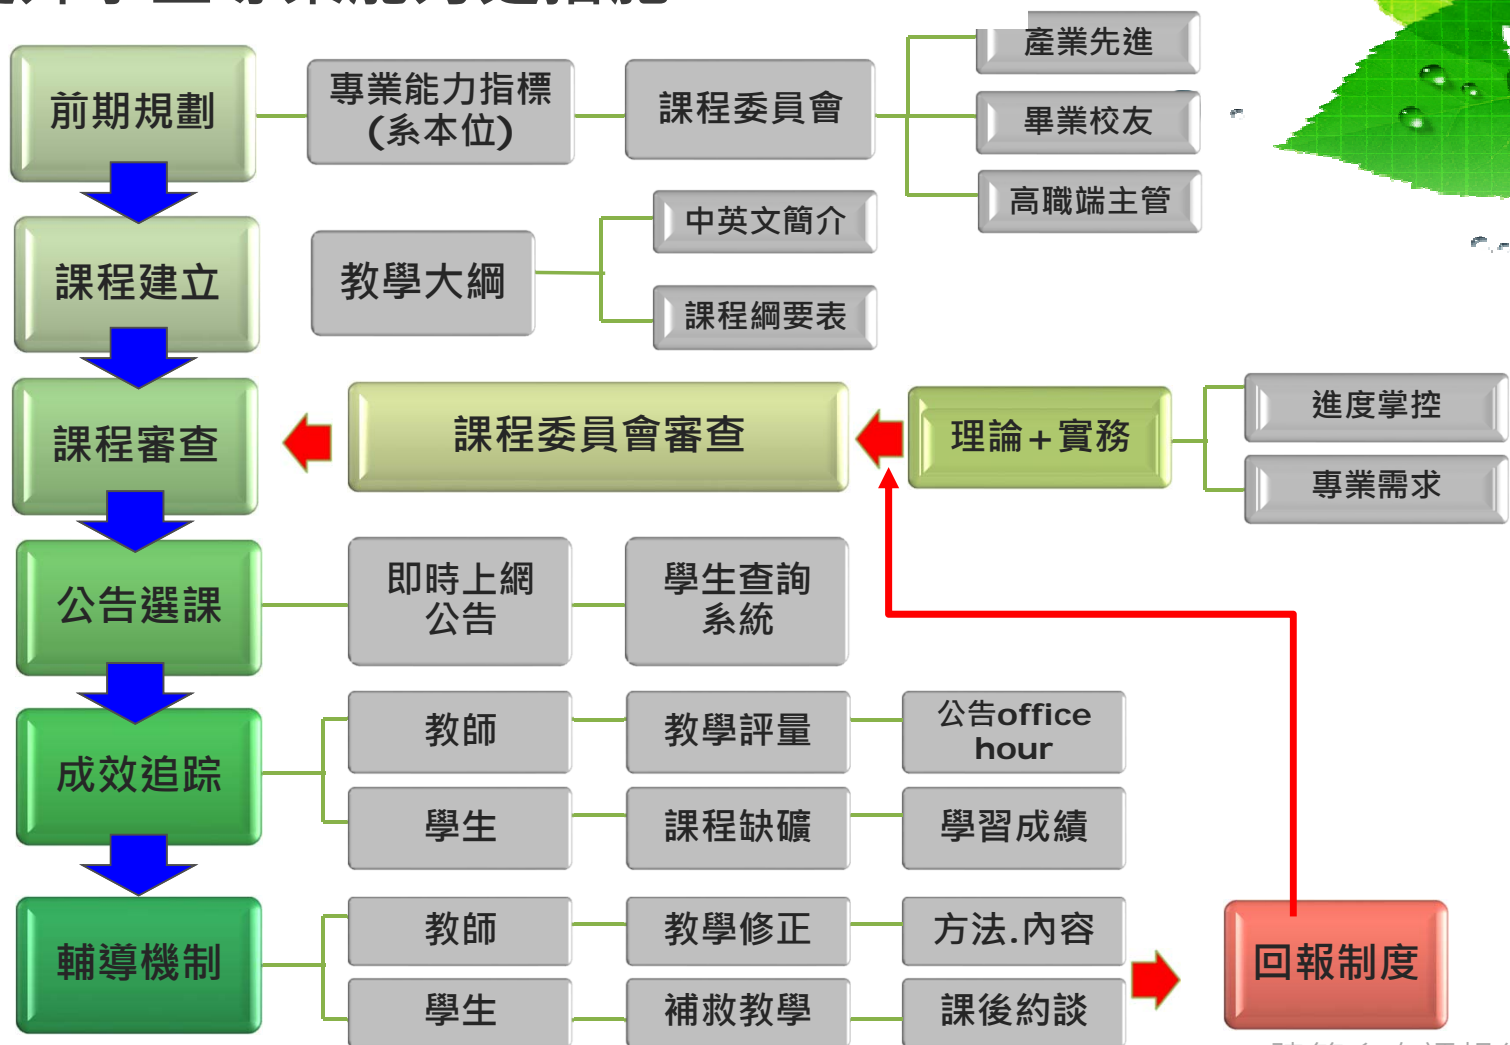 產業先進
前期規劃
專業能力指標
(系本位)
課程委員會
畢業校友
高職端主管
課程建立
教學大綱
中英文簡介
課程綱要表
課程審查
課程委員會審查
理論+實務
進度掌控
專業需求
公告選課
即時上網
公告
學生查詢
系統
成效追踪
教師
教學評量
公告office
hour
學生
課程缺礦
學習成績
輔導機制
教師
教學修正
方法.內容
學生
補救教學
課後約談
回報制度